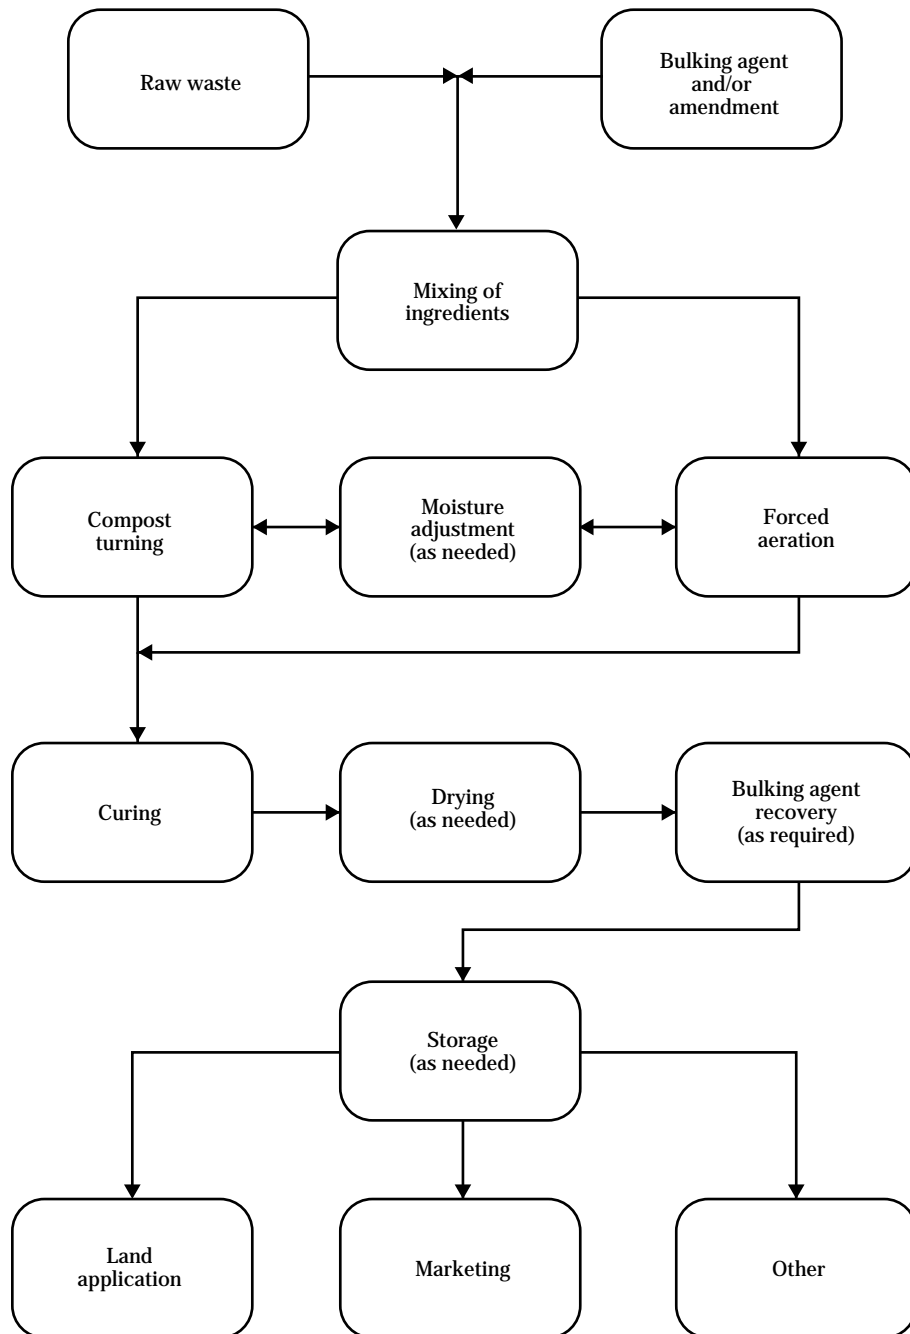 Raw waste
Bulking agent
and/or
amendment
Mixing of
ingredients
Compost
turning
Moisture
adjustment
(as needed)
Forced
aeration
Curing
Drying
(as needed)
Bulking agent
recovery
(as required)
Storage
(as needed)
Land
application
Marketing
Other